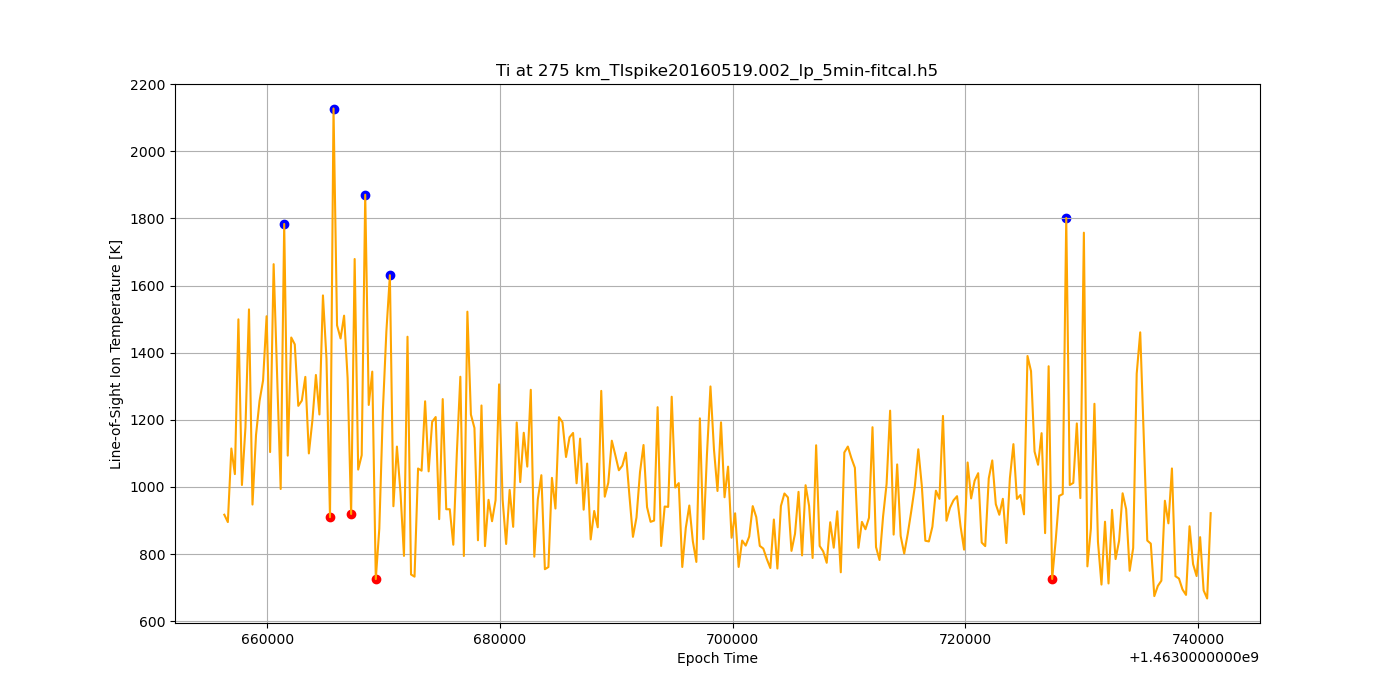 Ti at 275 km_TIspike20160519.002_lp_5min-fitcal.h5
Line-of-Sight Ion Temperature [K]
2200
2000
1800
1600
1400
1200
1000
800
600
660000 680000 700000 720000 740000
Epoch Time
+1.4630000000e9